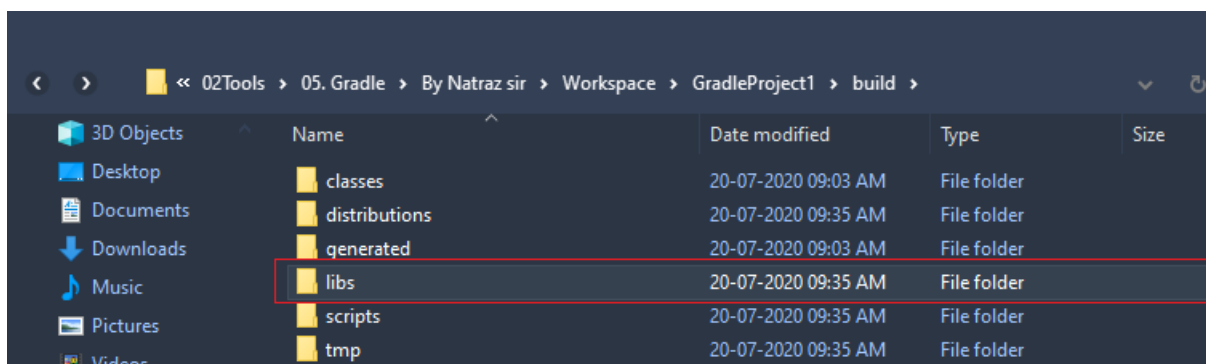 « 02Tools > 05. Gradle > By Natraz sir > Workspace > GradleProject1 > build >
3D Objects
Name Date modified Type Size
Desktop
classes 20-07-2020 09:03 AM File folder
Documents
distributions 20-07-2020 09:35 AM File folder
Downloads
generated 20-07-2020 09:03 AM File folder
Music
libs 20-07-2020 09:35 AM File folder
Pictures
scripts 20-07-2020 09:35 AM File folder
Videos
tmp 20-07-2020 09:35 AM File folder